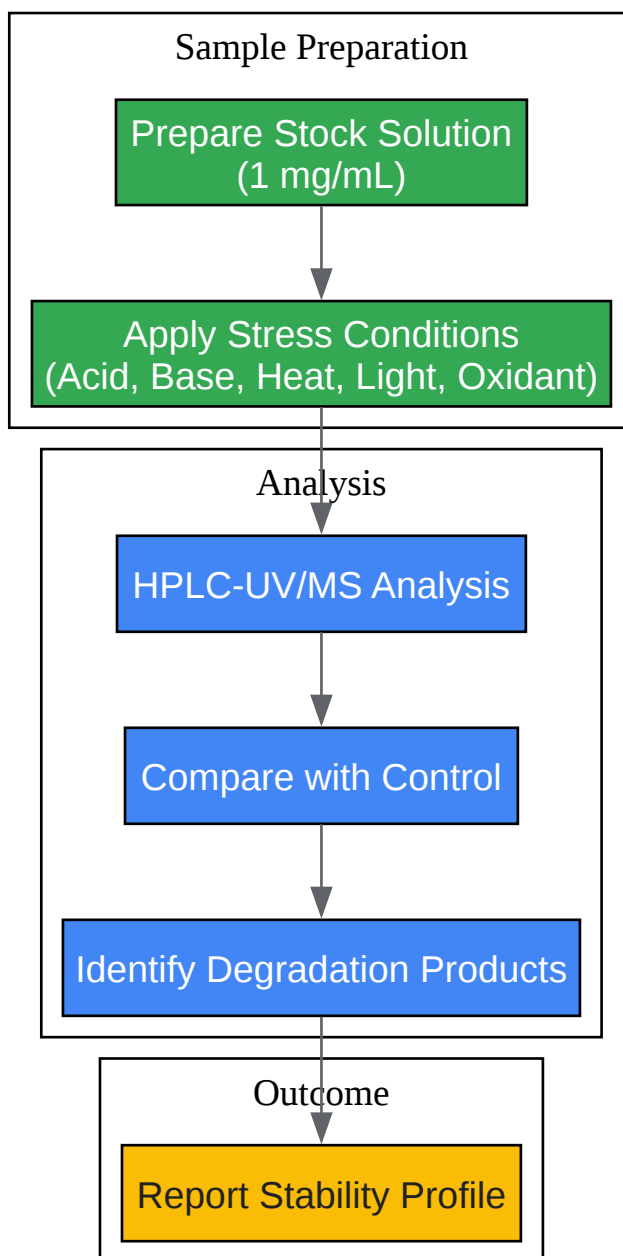 Sample Preparation
Prepare Stock Solution
(1 mg/mL)
Apply Stress Conditions
(Acid, Base, Heat, Light, Oxidant)
Analysis
HPLC-UV/MS Analysis
Compare with Control
Identify Degradation Products
Outcome
Report Stability Profile